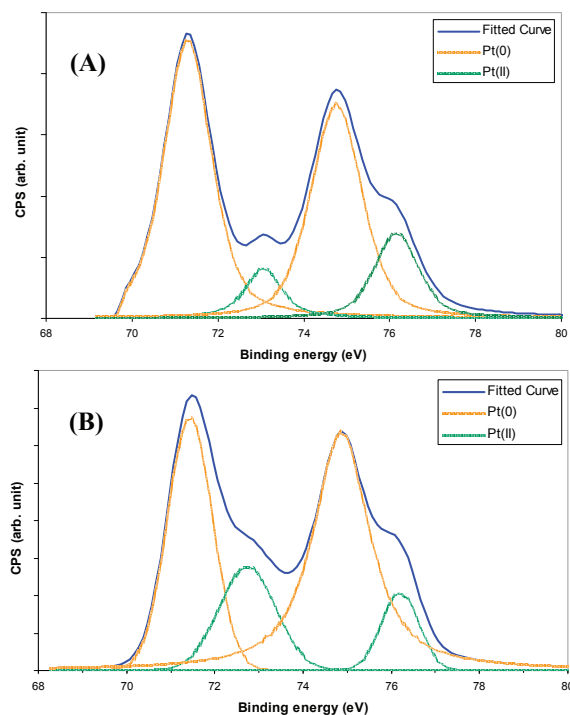 (A)
Fitted Curve
Pt(0)
Pt(II)
CPS (arb. unit)
68 70 72 74 76 78 80
Binding energy (eV)
(B)
Fitted Curve
Pt(0)
Pt(II)
CPS (arb. unit)
68 70 72 74 76 78 80
Binding energy (eV)